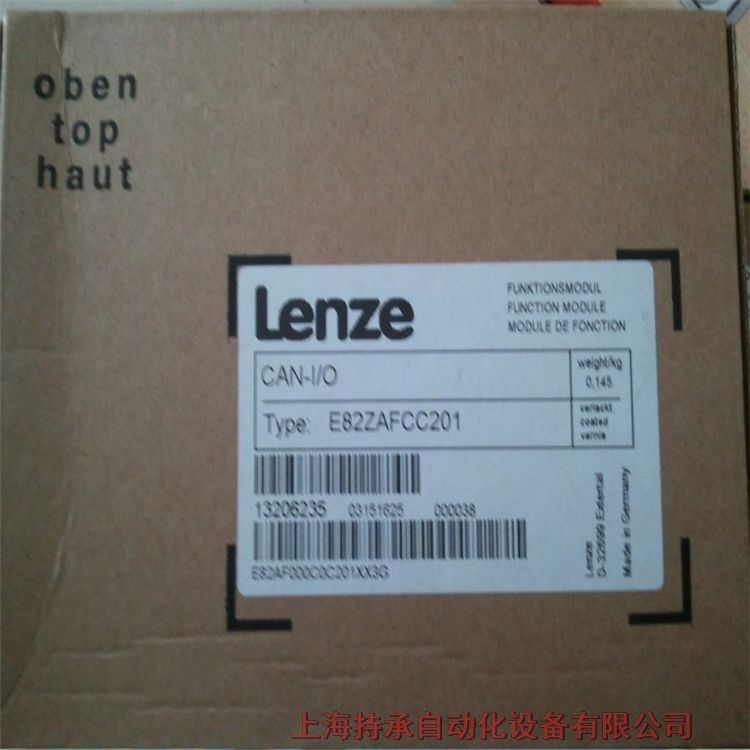 oben
top
haut
Lenze
FUNKTIONSMODUL
FUNCTION MODULE
MODULE DE FONCTION
CAN-I/O
weight/kg
0,145
Type: E82ZAFCC201
verlackt
coated
vernie
13206235 03151625 000038
E82AF000C0C201XX3G
Lenze
D-32699 Extertal
Made in Germany
上海持承自动化设备有限公司